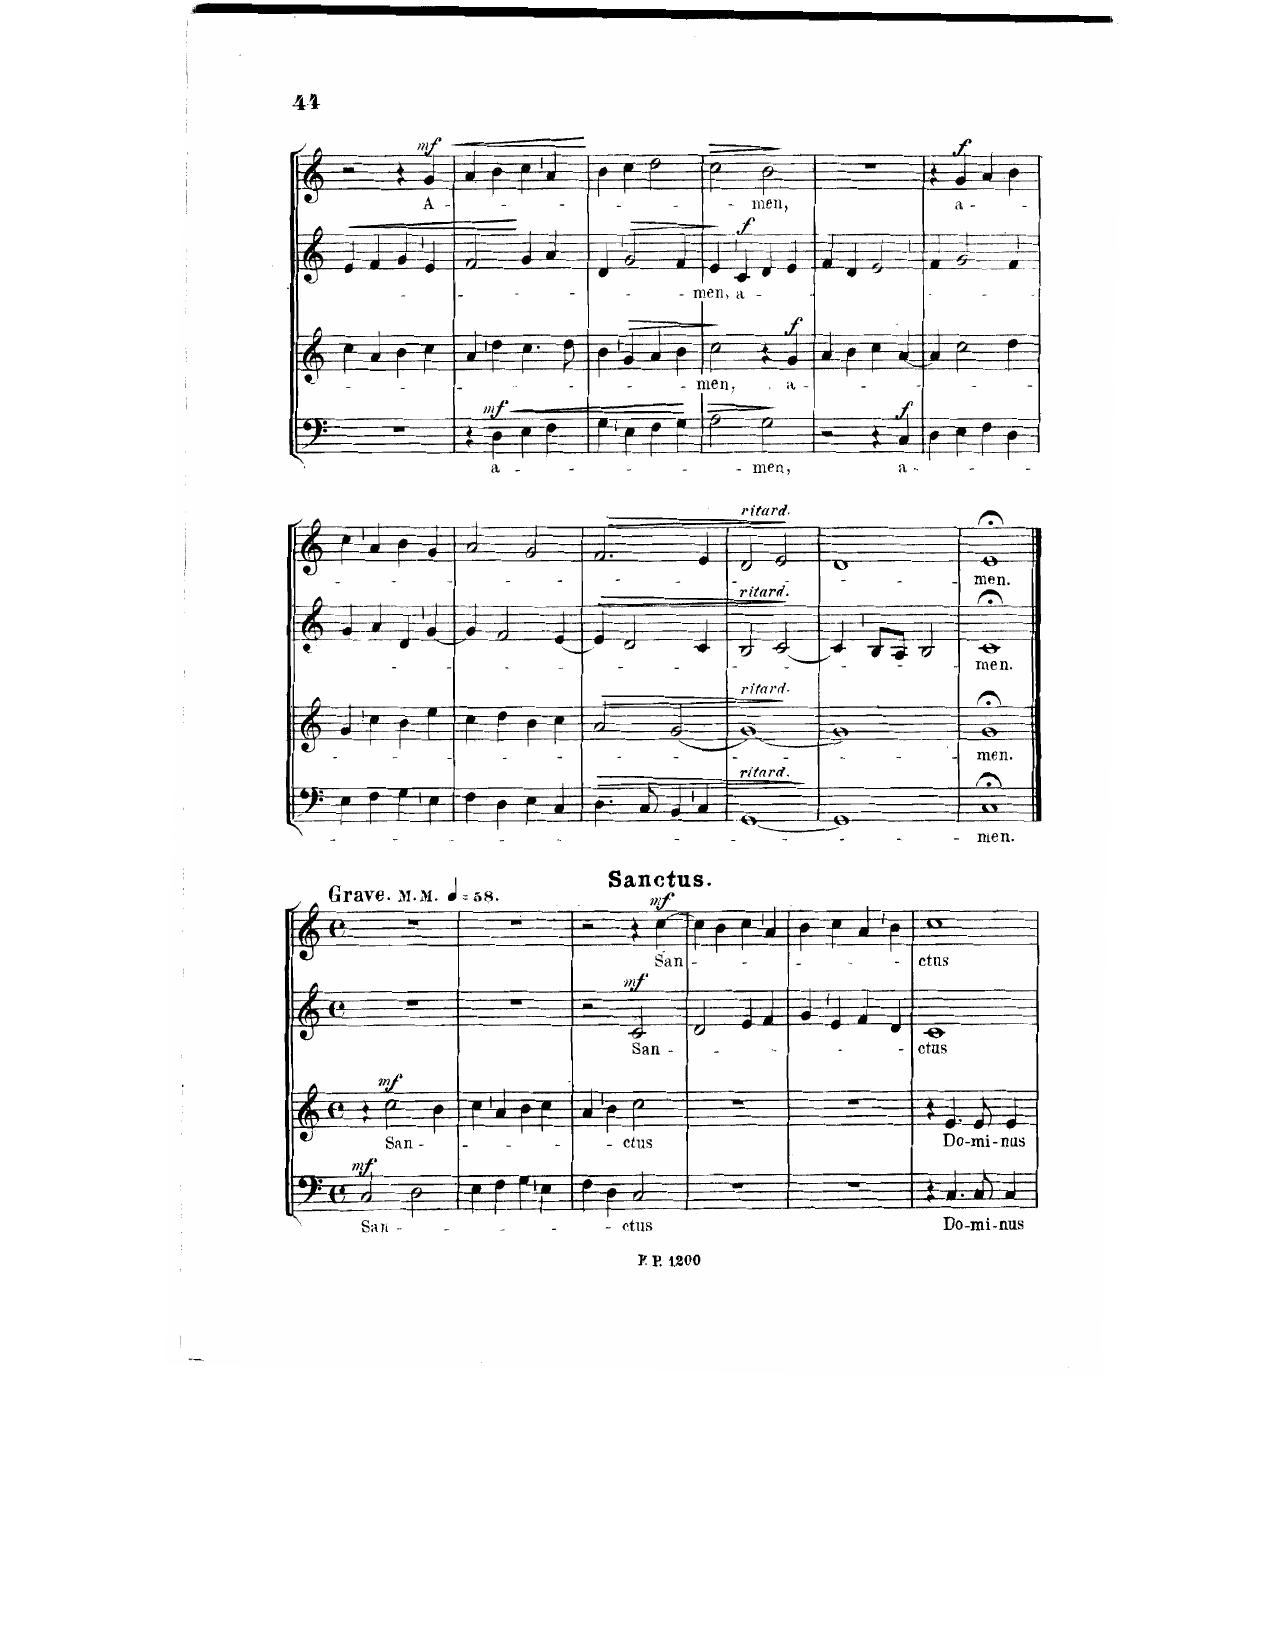 44
mf
A - - - - - - men, a - -
f
- - - - - men, a - - - - -
f
- - - - - men, a - - - - -
mf f
a - - - - men, a - - -
ritard.
- - - - - - - - men.
ritard.
- - - - - - - - men.
ritard.
- - - - - - - - men.
ritard.
- - - - - - - - men.
Sanctus.
Grave. M.M. = 58.
mf
San - - - - - - ctus
mf
San - - - - - ctus
mf
San - - - - - ctus Do-mi-nus
mf
San - - - - - ctus Do-mi-nus
F. P. 1200